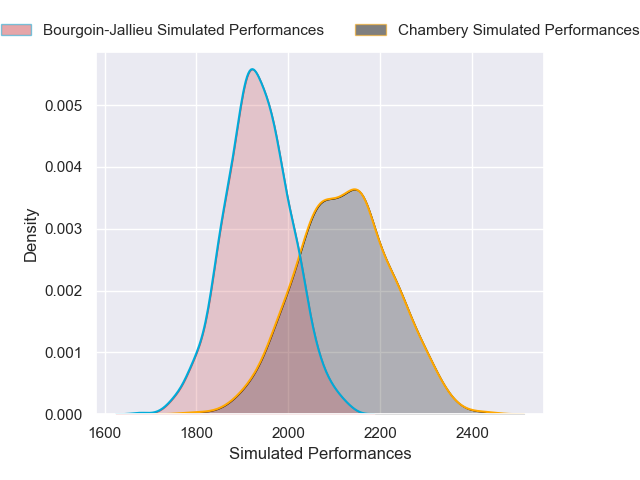 Bourgoin-Jallieu Simulated Performances Chambery Simulated Performances
0.005
0.004
0.003
0.002
0.001
0.000
Density
1600 1800 2000 2200 2400
Simulated Performances